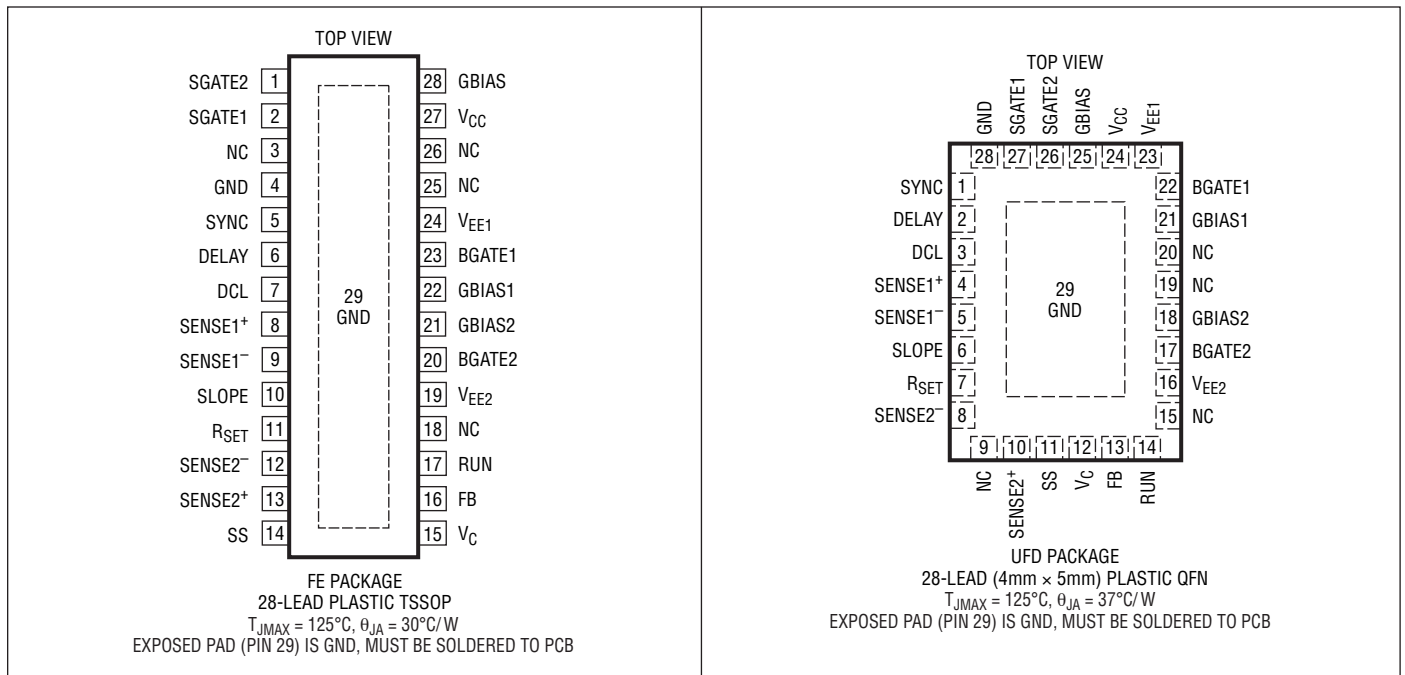 TOP VIEW
SGATE2 1
SGATE1 2
NC 3
GND 4
SYNC 5
DELAY 6
DCL 7
SENSE1+ 8
SENSE1– 9
SLOPE 10
RSET 11
SENSE2– 12
SENSE2+ 13
SS 14
29
GND
28 GBIAS
27 VCC
26 NC
25 NC
24 VEE1
23 BGATE1
22 GBIAS1
21 GBIAS2
20 BGATE2
19 VEE2
18 NC
17 RUN
16 FB
15 VC
FE PACKAGE
28-LEAD PLASTIC TSSOP
TJMAX = 125°C, θJA = 30°C/W
EXPOSED PAD (PIN 29) IS GND, MUST BE SOLDERED TO PCB
TOP VIEW
GND SGATE1 SGATE2 GBIAS VCC VEE1
28 27 26 25 24 23
SYNC 1
DELAY 2
DCL 3
SENSE1+ 4
SENSE1– 5
SLOPE 6
RSET 7
SENSE2– 8
29
GND
22 BGATE1
21 GBIAS1
20 NC
19 NC
18 GBIAS2
17 BGATE2
16 VEE2
15 NC
9 10 11 12 13 14
NC SENSE2+ SS VC FB RUN
UFD PACKAGE
28-LEAD (4mm × 5mm) PLASTIC QFN
TJMAX = 125°C, θJA = 37°C/W
EXPOSED PAD (PIN 29) IS GND, MUST BE SOLDERED TO PCB